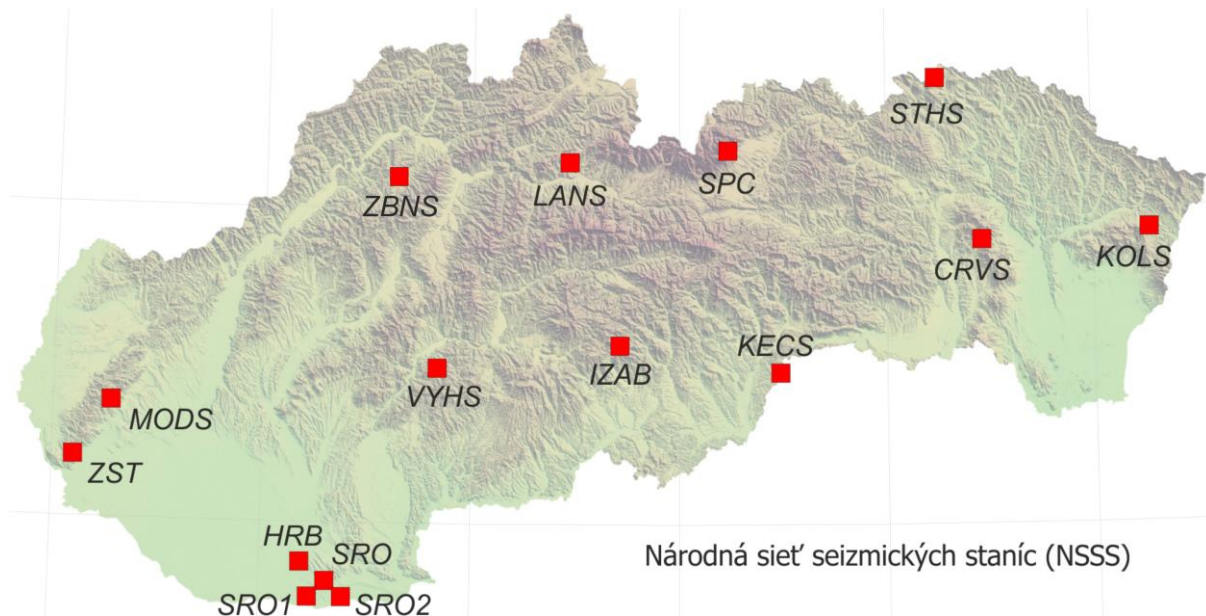 STHS
ZBNS
LANS
SPC
CRVS
KOLS
MODS
VYHS
IZAB
KECS
ZST
HRB
SRO
SRO1
SRO2
Národná sieť seizmických staníc (NSSS)